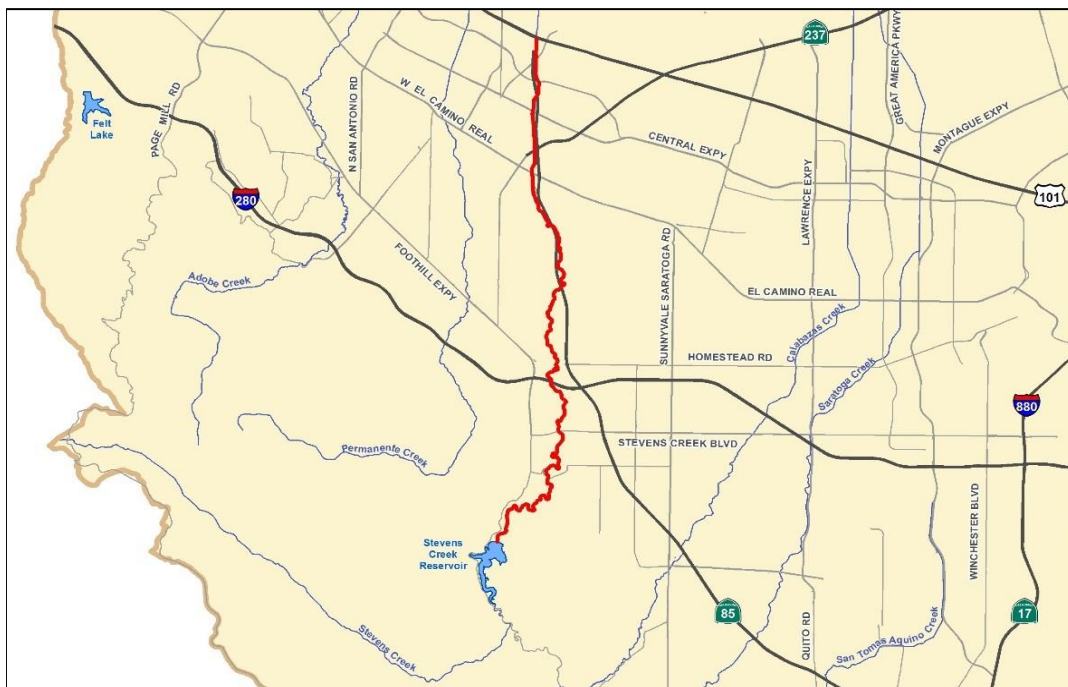 237
GREAT AMERICA PKWY
PAGE MILL RD
N SAN ANTONIO RD
W EL CAMINO REAL
Felt
Lake
CENTRAL EXPY
MONTAGUE EXPY
LAWRENCE EXPY
101
280
FOOTHILL EXPY
SUNNYVALE SARATOGA RD
Adobe Creek
EL CAMINO REAL
Calabazas Creek
HOMESTEAD RD
Saratoga Creek
880
STEVENS CREEK BLVD
Permanente Creek
WINCHESTER BLVD
Stevens
Creek
Reservoir
85
17
QUITO RD
Stevens Creek
San Tomas Aquino Creek